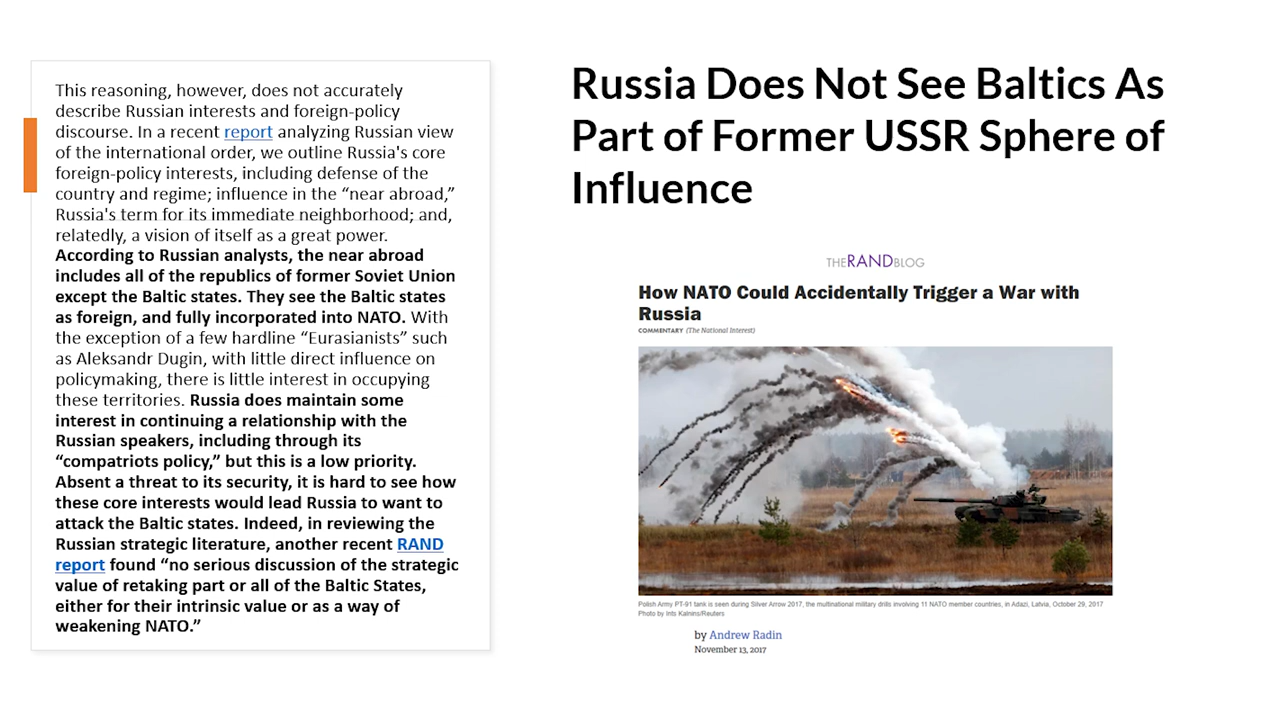 This reasoning, however, does not accurately
describe Russian interests and foreign-policy
discourse. In a recent report analyzing Russian view
of the international order, we outline Russia's core
foreign-policy interests, including defense of the
country and regime; influence in the “near abroad,”
Russia's term for its immediate neighborhood; and,
relatedly, a vision of itself as a great power.
According to Russian analysts, the near abroad
includes all of the republics of former Soviet Union
except the Baltic states. They see the Baltic states
as foreign, and fully incorporated into NATO. With
the exception of a few hardline “Eurasianists” such
as Aleksandr Dugin, with little direct influence on
policymaking, there is little interest in occupying
these territories. Russia does maintain some
interest in continuing a relationship with the
Russian speakers, including through its
“compatriots policy,” but this is a low priority.
Absent a threat to its security, it is hard to see how
these core interests would lead Russia to want to
attack the Baltic states. Indeed, in reviewing the
Russian strategic literature, another recent RAND
report found “no serious discussion of the strategic
value of retaking part or all of the Baltic States,
either for their intrinsic value or as a way of
weakening NATO.”
Russia Does Not See Baltics As
Part of Former USSR Sphere of
Influence
THERANDBLOG
How NATO Could Accidentally Trigger a War with
Russia
COMMENTARY (The National Interest)
Polish Army PT-91 tank is seen during Silver Arrow 2017, the multinational military drills involving 11 NATO member countries, in Adazi, Latvia, October 29, 2017
Photo by Ints Kalnins/Reuters
by Andrew Radin
November 13, 2017